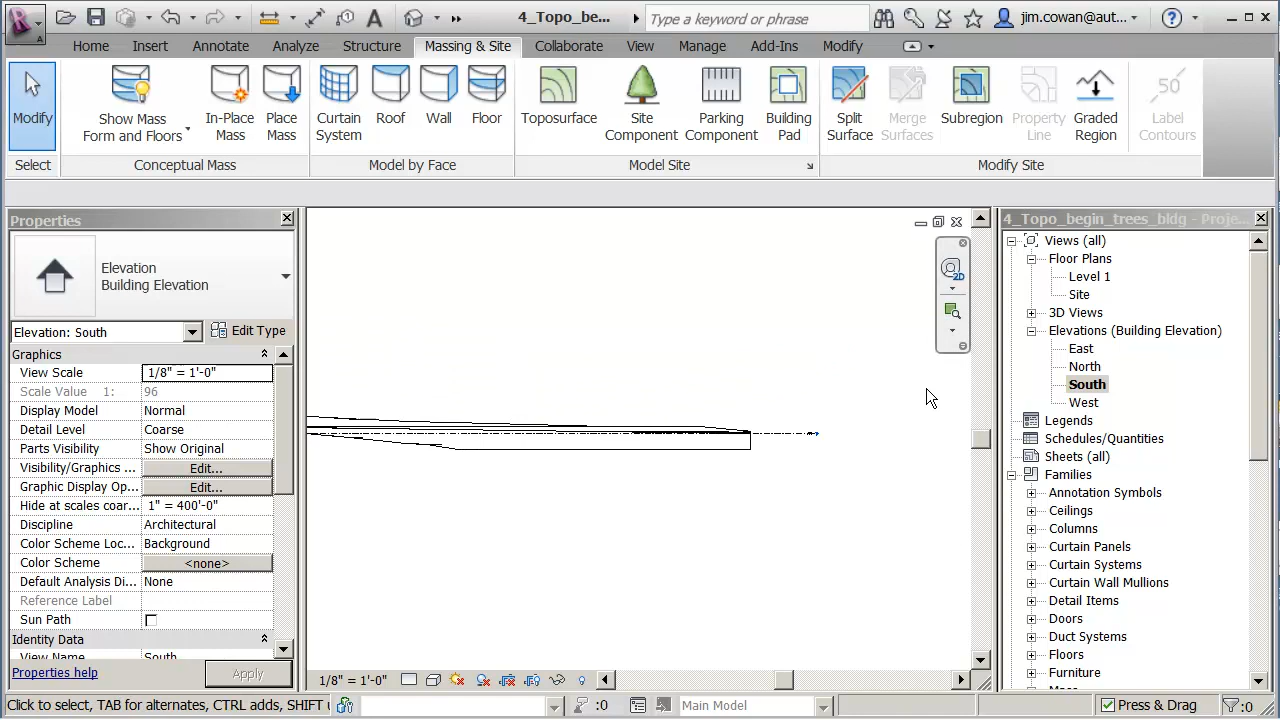 4_Topo_be...
Type a keyword or phrase
jim.cowan@aut...
Home
Insert
Annotate
Analyze
Structure
Massing & Site
Collaborate
View
Manage
Add-Ins
Modify
Modify
Show Mass
Form and Floors
In-Place
Mass
Place
Mass
Curtain
System
Roof
Wall
Floor
Toposurface
Site
Component
Parking
Component
Building
Pad
Split
Surface
Merge
Surfaces
Subregion
Property
Line
Graded
Region
50
Label
Contours
Select
Conceptual Mass
Model by Face
Model Site
Modify Site
Properties
Elevation
Building Elevation
Elevation: South
Edit Type
Graphics
View Scale 1/8" = 1'-0"
Scale Value 1: 96
Display Model Normal
Detail Level Coarse
Parts Visibility Show Original
Visibility/Graphics ... Edit...
Graphic Display Op... Edit...
Hide at scales coar... 1" = 400'-0"
Discipline Architectural
Color Scheme Loc... Background
Color Scheme <none>
Default Analysis Di... None
Reference Label
Sun Path
Identity Data
View Name South
Properties help
Apply
2D
1/8" = 1'-0"
4_Topo_begin_trees_bldg - Proje...
Views (all)
Floor Plans
Level 1
Site
3D Views
Elevations (Building Elevation)
East
North
South
West
Legends
Schedules/Quantities
Sheets (all)
Families
Annotation Symbols
Ceilings
Columns
Curtain Panels
Curtain Systems
Curtain Wall Mullions
Detail Items
Doors
Duct Systems
Floors
Furniture
Click to select, TAB for alternates, CTRL adds, SHIFT
:0
Main Model
Press & Drag
:0